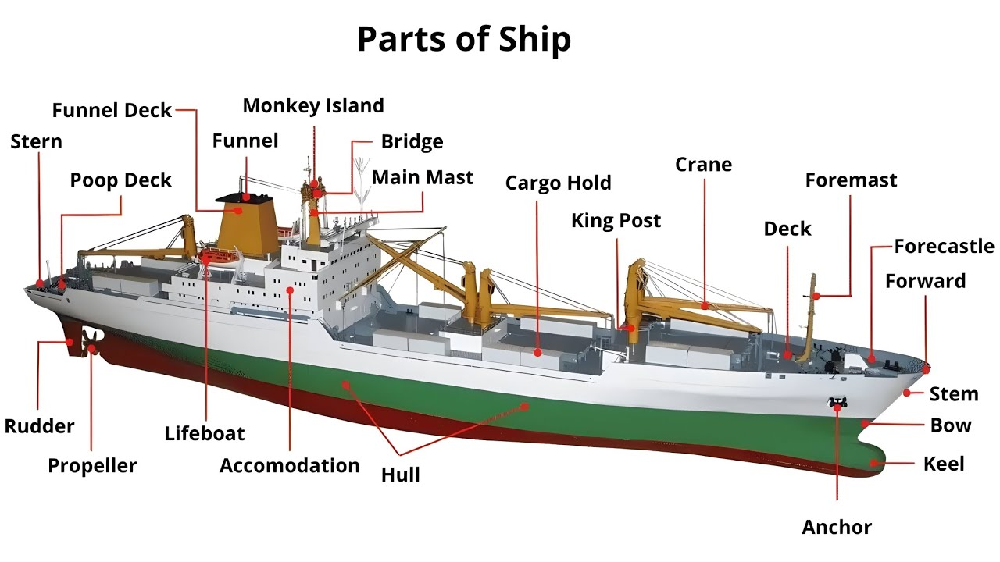 Parts of Ship
Funnel Deck
Monkey Island
Stern
Funnel
Bridge
Poop Deck
Main Mast
Cargo Hold
Crane
Foremast
King Post
Deck
Forecastle
Forward
Stem
Rudder
Lifeboat
Bow
Propeller
Accomodation
Hull
Keel
Anchor